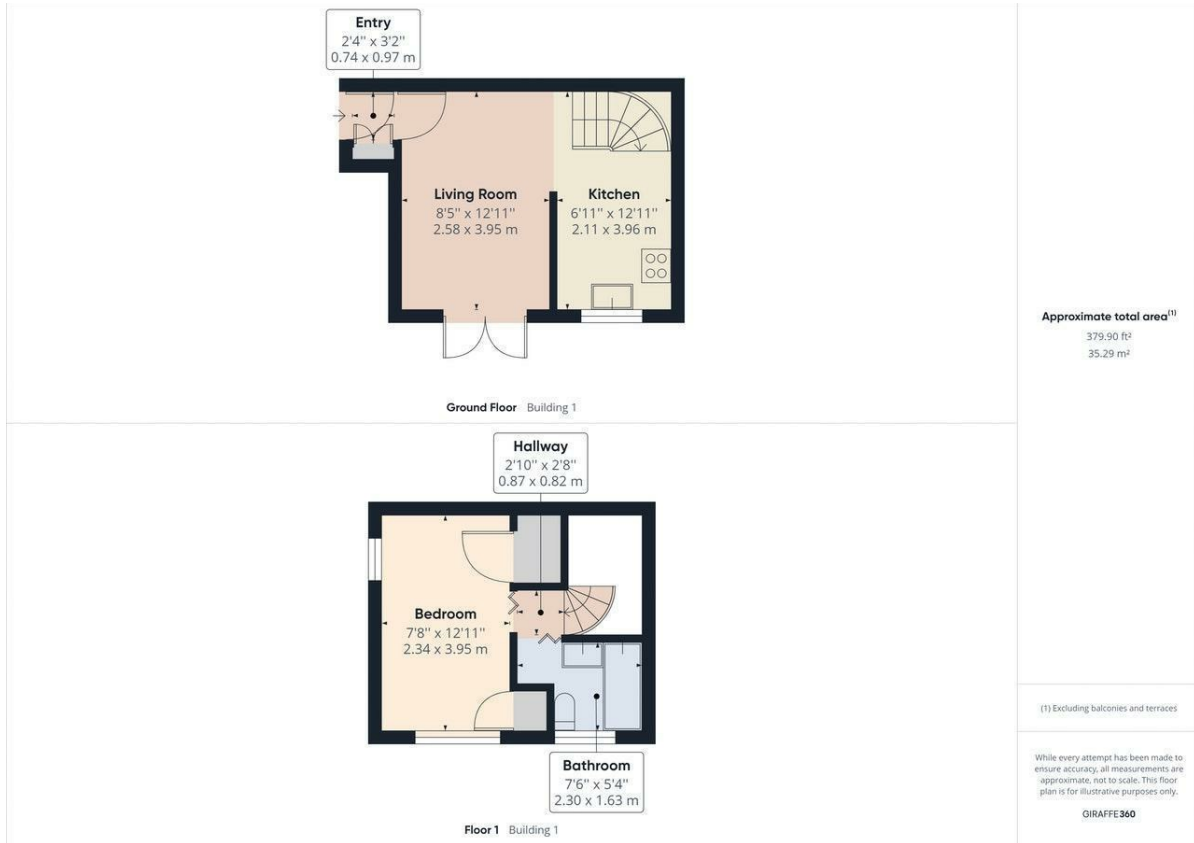 Entry
2'4" x 3'2"
0.74 x 0.97 m
Living Room
8'5" x 12'11"
2.58 x 3.95 m
Kitchen
6'11" x 12'11"
2.11 x 3.96 m
Ground Floor Building 1
Hallway
2'10" x 2'8"
0.87 x 0.82 m
Bedroom
7'8" x 12'11"
2.34 x 3.95 m
Bathroom
7'6" x 5'4"
2.30 x 1.63 m
Floor 1 Building 1
Approximate total area(1)
379.90 ft²
35.29 m²
(1) Excluding balconies and terraces
While every attempt has been made to
ensure accuracy, all measurements are
approximate, not to scale. This floor
plan is for illustrative purposes only.
GIRAFFE360